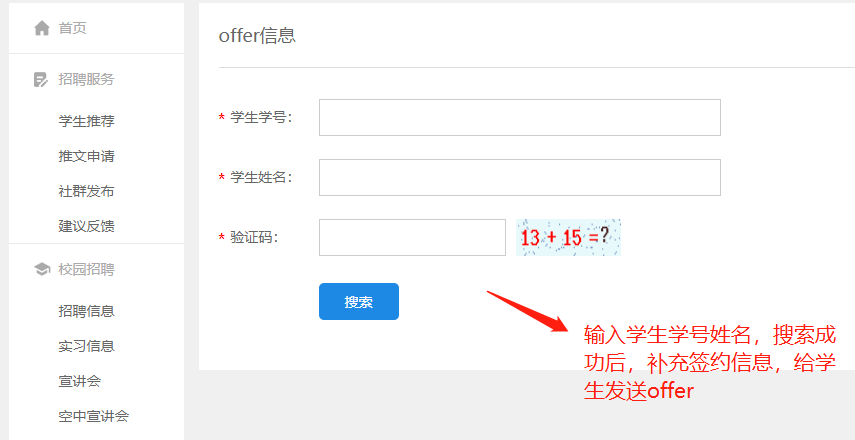 首页
招聘服务
学生推荐
推文申请
社群发布
建议反馈
校园招聘
招聘信息
实习信息
宣讲会
空中宣讲会
offer信息
* 学生学号：
* 学生姓名：
* 验证码：
13 + 15 =?
搜索
输入学生学号姓名，搜索成
功后，补充签约信息，给学
生发送offer